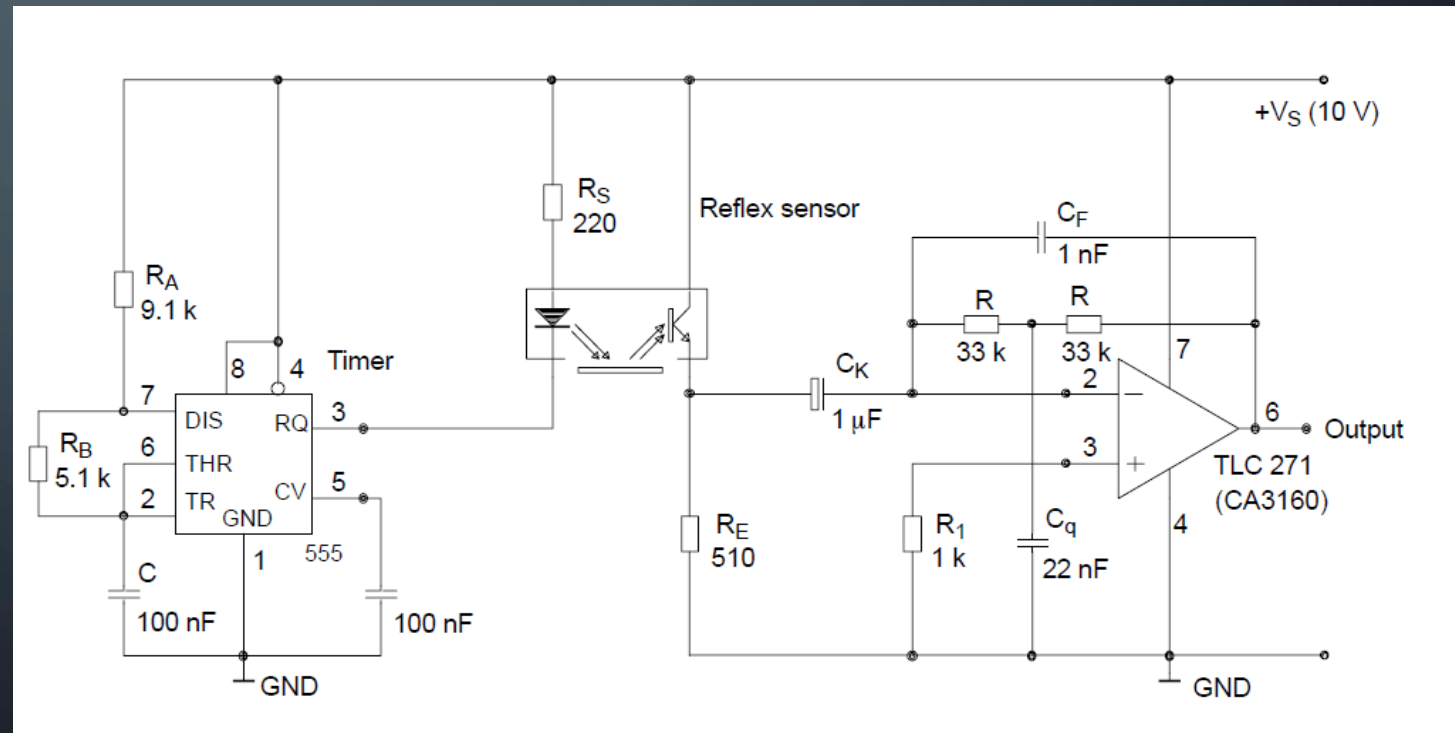 +VS (10 V)
RS
220
Reflex sensor
CF
1 nF
RA
9.1 k
R
R
33 k
33 k
7
8
4
Timer
CK
1 µF
2
7
DIS
RQ
3
6
Output
RB
5.1 k
6
THR
3
TLC 271
(CA3160)
2
TR
CV
5
GND
RE
510
R1
1 k
Cq
22 nF
4
1
555
C
100 nF
100 nF
GND
GND